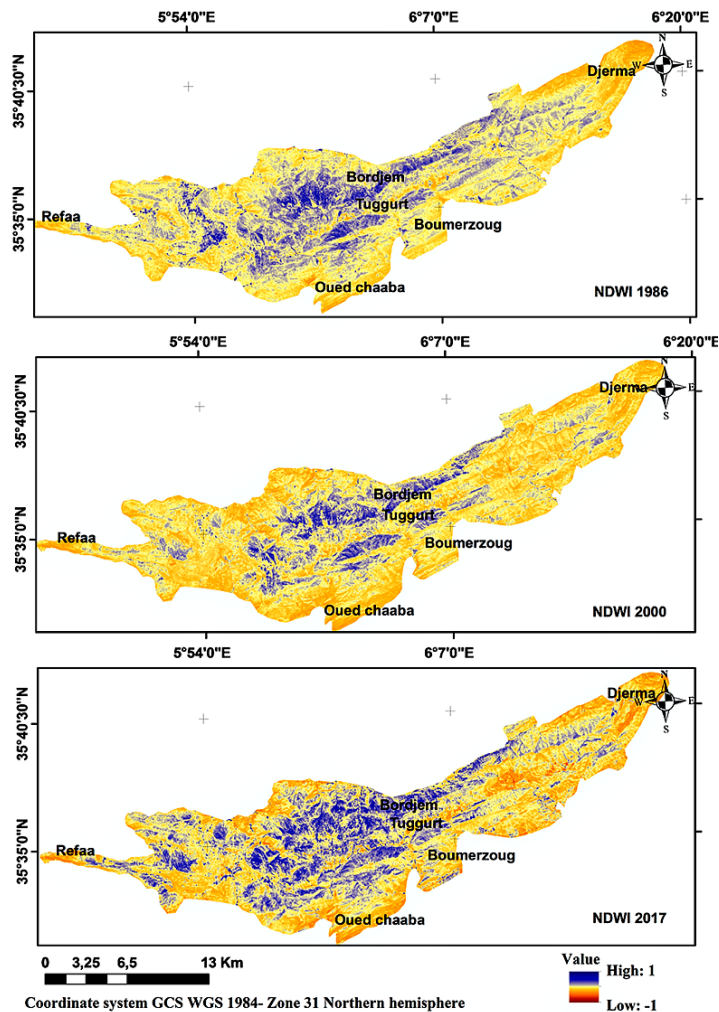 5°54'0"E 6°7'0"E 6°20'0"E
N
W E
S
35°40'30"N
Djerma
Bordjem
Tuggurt
Refaa
35°35'0"N
Boumerzoug
Oued chaaba
NDWI 1986
5°54'0"E 6°7'0"E 6°20'0"E
N
W E
S
Djerma
35°40'30"N
Bordjem
Tuggurt
Refaa
35°35'0"N
Boumerzoug
Oued chaaba
NDWI 2000
5°54'0"E 6°7'0"E
N
W E
S
Djerma
35°40'30"N
Bordjem
Tuggurt
Refaa
35°35'0"N
Boumerzoug
Oued chaaba
NDWI 2017
0 3,25 6,5 13 Km
Value
High: 1
Low: -1
Coordinate system GCS WGS 1984- Zone 31 Northern hemisphere